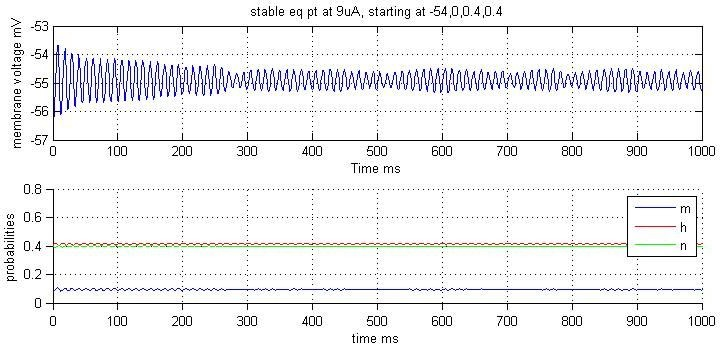 stable eq pt at 9uA, starting at -54,0,0.4,0.4
membrane voltage mV
-53
-54
-55
-56
-57
0 100 200 300 400 500 600 700 800 900 1000
Time ms
probabilities
0.8
0.6
0.4
0.2
0
m
h
n
0 100 200 300 400 500 600 700 800 900 1000
time ms